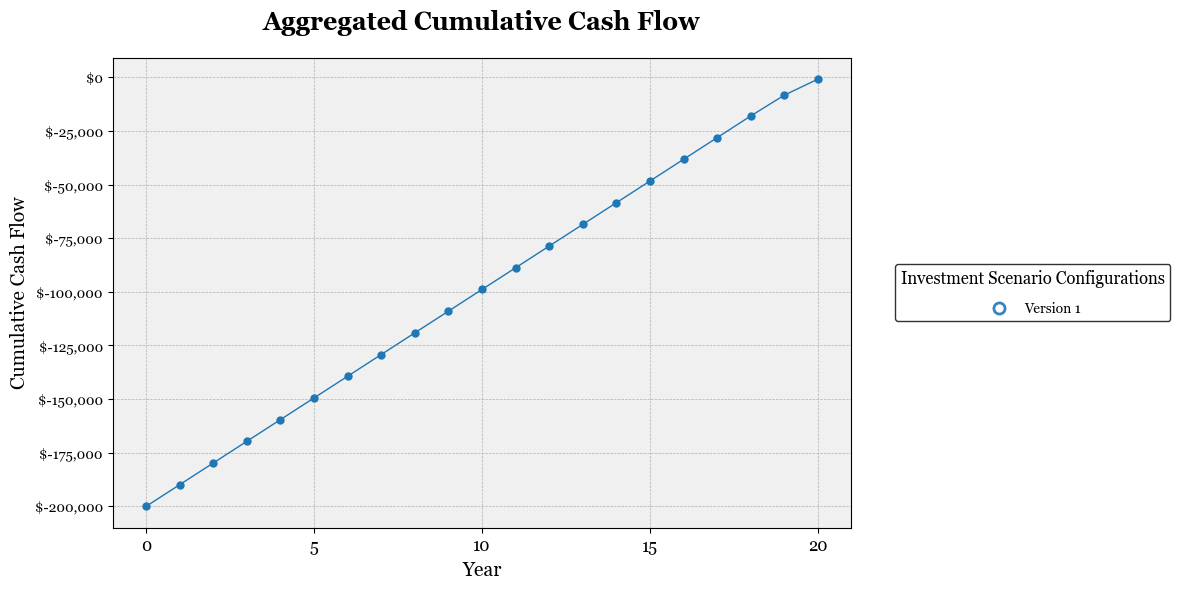 Aggregated Cumulative Cash Flow
$0
$-25,000
$-50,000
$-75,000
$-100,000
$-125,000
$-150,000
$-175,000
$-200,000
Cumulative Cash Flow
0 5 10 15 20
Year
Investment Scenario Configurations
Version 1